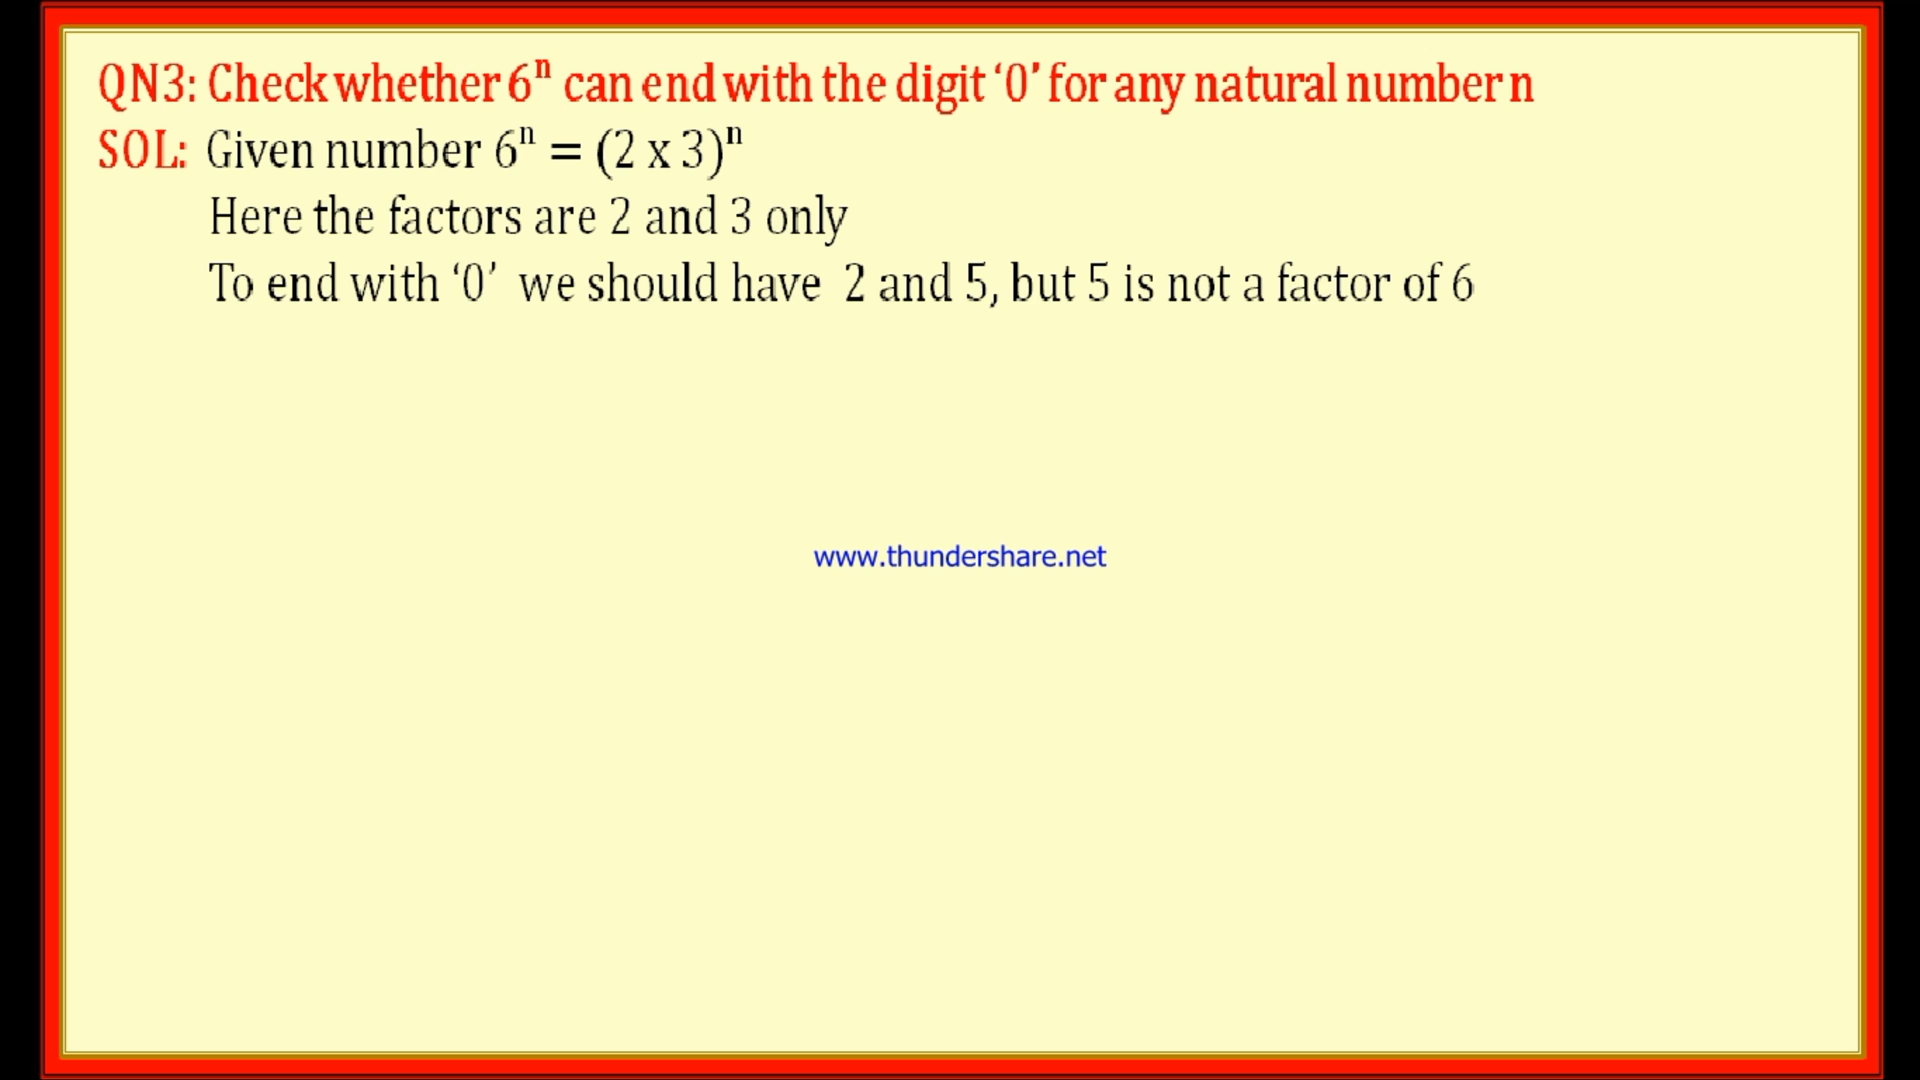 QN3: Check whether 6ⁿ can end with the digit ‘0’ for any natural number n
SOL: Given number 6ⁿ = (2 x 3)ⁿ
Here the factors are 2 and 3 only
To end with ‘0’ we should have 2 and 5, but 5 is not a factor of 6
www.thundershare.net